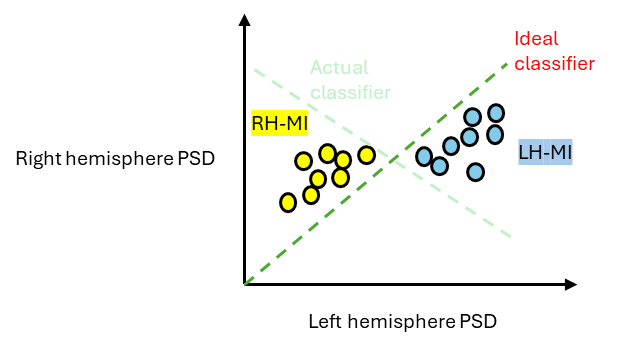 Ideal
classifier
Actual
classifier
RH-MI
LH-MI
Right hemisphere PSD
Left hemisphere PSD